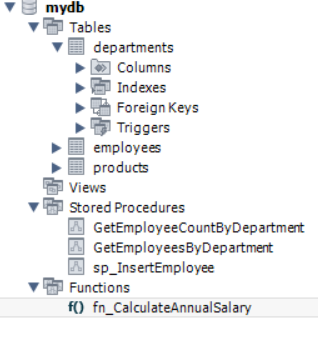 mydb
Tables
departments
Columns
Indexes
Foreign Keys
Triggers
employees
products
Views
Stored Procedures
GetEmployeeCountByDepartment
GetEmployeesByDepartment
sp_InsertEmployee
Functions
f() fn_CalculateAnnualSalary